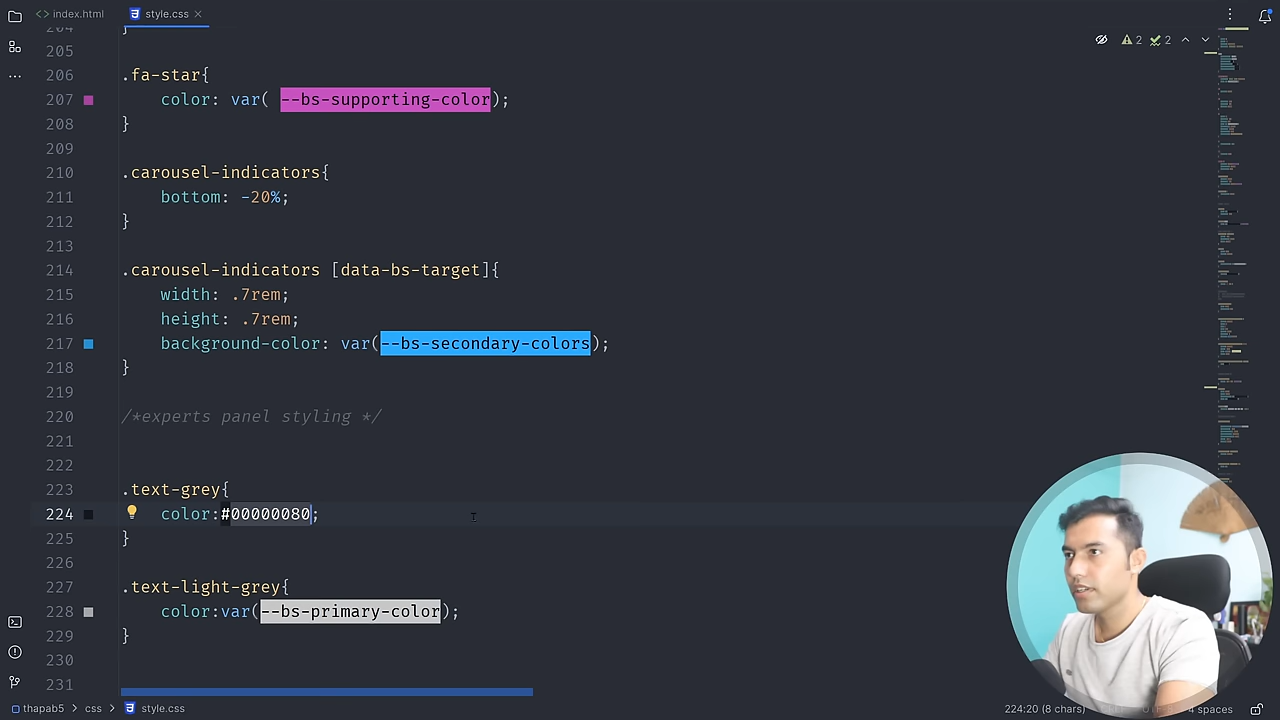 index.html
style.css
204 }
2
2
205
206 .fa-star{
207 color: var( --bs-supporting-color);
208 }
209
210 .carousel-indicators{
211 bottom: -20%;
212 }
213
214 .carousel-indicators
215 width: .7rem;
216 height: .7rem;
217 background-color: var(--bs-secondary-colors);
218 }
219
220 /*experts panel styling */
221
222
223 .text-grey{
224 color:#00000080;
225 }
226
227 .text-light-grey{
228 color:var(--bs-primary-color);
229 }
230
231
thapab5 > css > style.css
224:20 (8 chars)
4 spaces